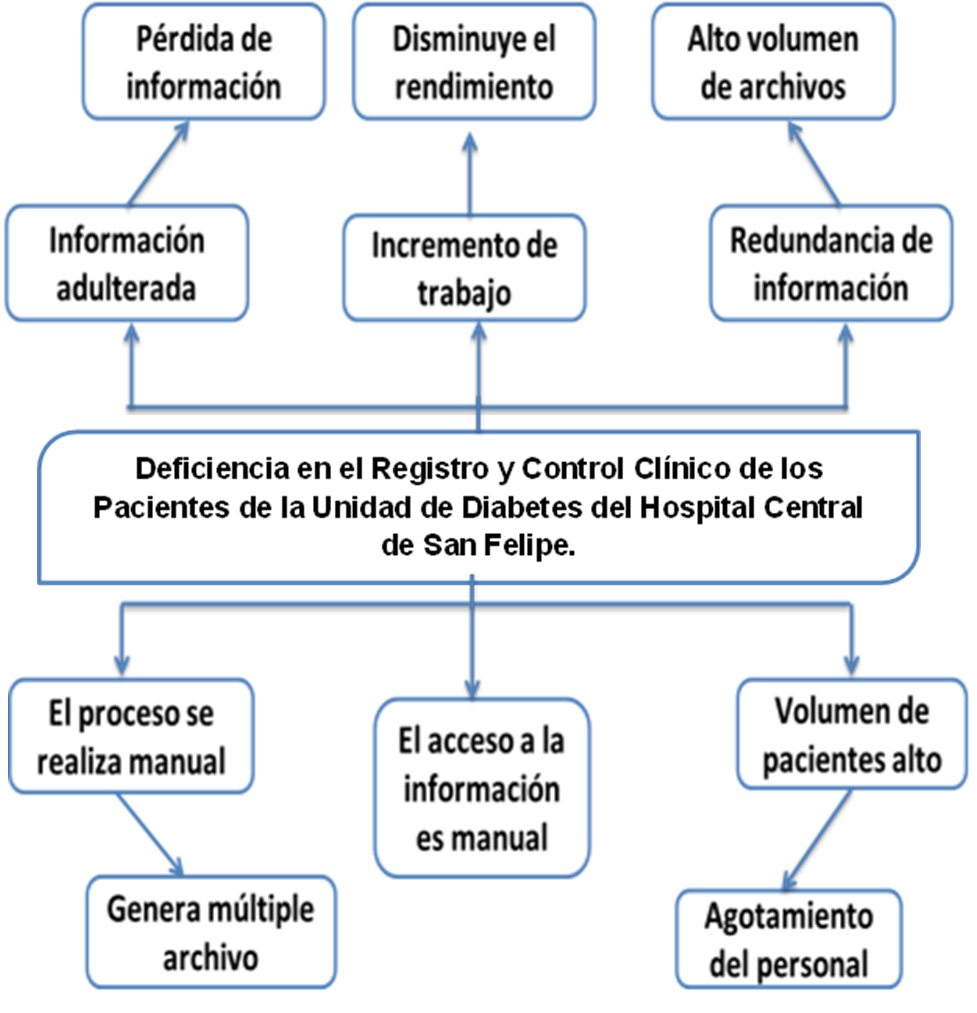 Pérdida de
información
Disminuye el
rendimiento
Alto volumen
de archivos
Información
adulterada
Incremento de
trabajo
Redundancia de
información
Deficiencia en el Registro y Control Clínico de los
Pacientes de la Unidad de Diabetes del Hospital Central
de San Felipe.
El proceso se
realiza manual
El acceso a la
información
es manual
Volumen de
pacientes alto
Genera múltiple
archivo
Agotamiento
del personal